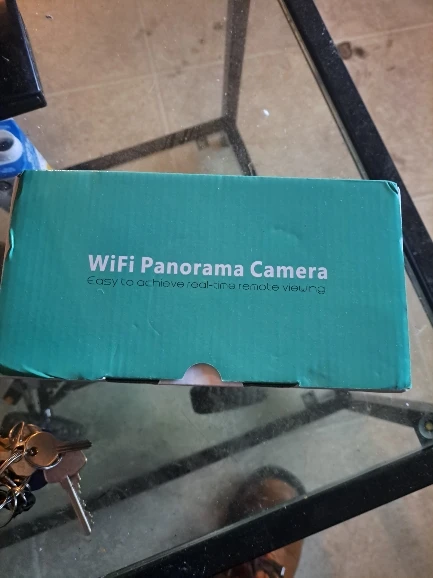 WiFi Panorama Camera
Easy to achieve real-time remote viewing